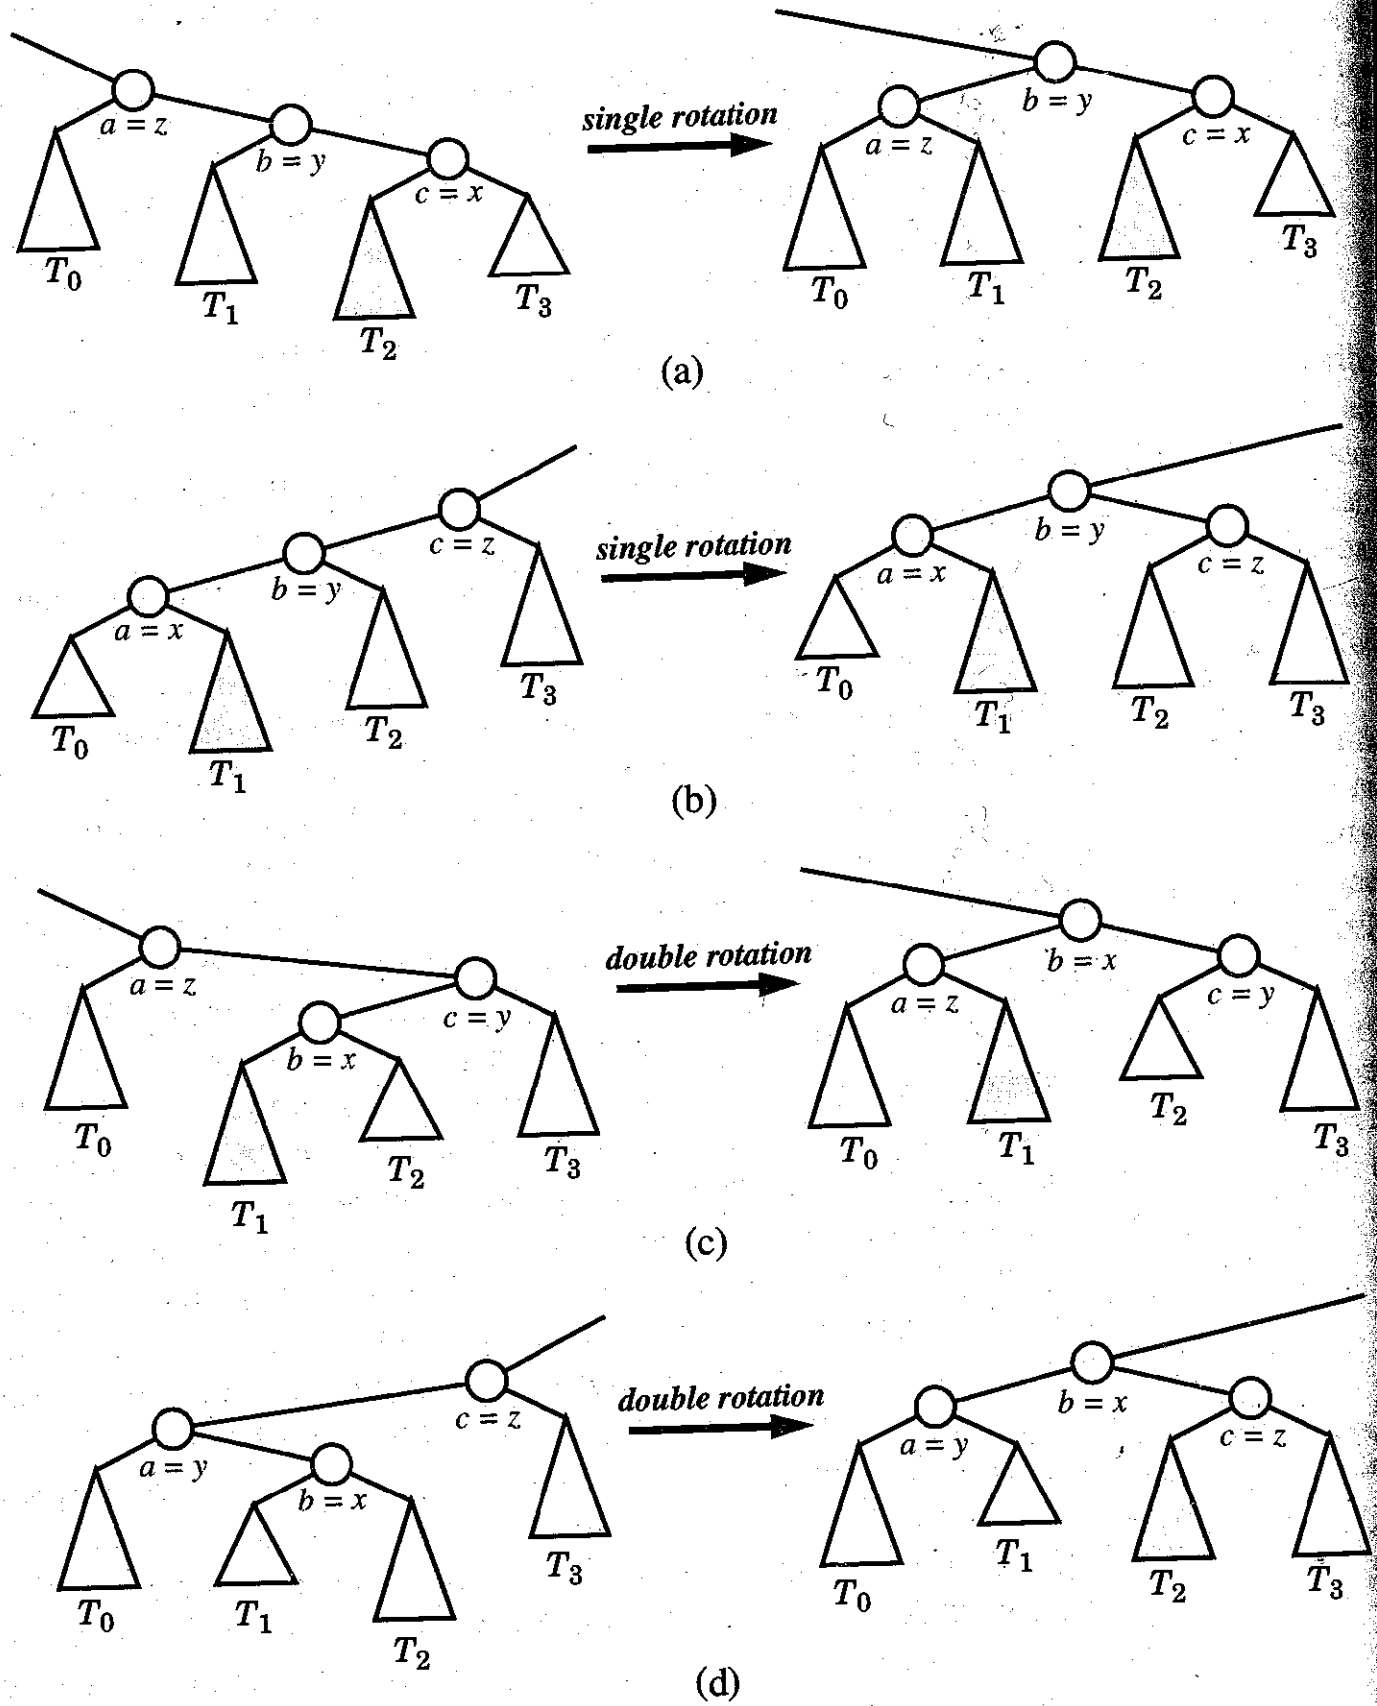 a = z
b = y
c = x
T0
T1
T2
T3
single rotation
b = y
a = z
c = x
T0
T1
T2
T3
(a)
c = z
b = y
a = x
T0
T1
T2
T3
single rotation
b = y
a = x
c = z
T0
T1
T2
T3
(b)
a = z
c = y
b = x
T0
T1
T2
T3
double rotation
b = x
a = z
c = y
T0
T1
T2
T3
(c)
c = z
a = y
b = x
T0
T1
T2
T3
double rotation
b = x
a = y
c = z
T0
T1
T2
T3
(d)